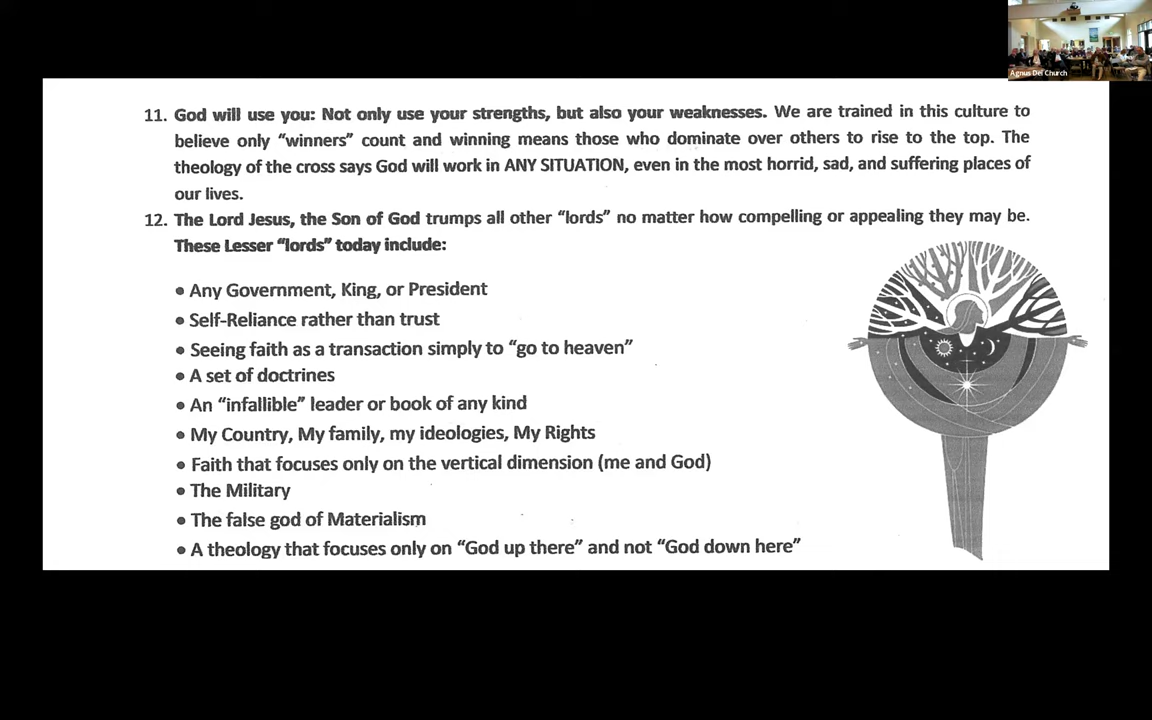 Agnus Dei Church
11. God will use you: Not only use your strengths, but also your weaknesses. We are trained in this culture to
believe only “winners” count and winning means those who dominate over others to rise to the top. The
theology of the cross says God will work in ANY SITUATION, even in the most horrid, sad, and suffering places of
our lives.
12. The Lord Jesus, the Son of God trumps all other “lords” no matter how compelling or appealing they may be.
These Lesser “lords” today include:
• Any Government, King, or President
• Self-Reliance rather than trust
• Seeing faith as a transaction simply to “go to heaven”
• A set of doctrines
• An “infallible” leader or book of any kind
• My Country, My family, my ideologies, My Rights
• Faith that focuses only on the vertical dimension (me and God)
• The Military
• The false god of Materialism
• A theology that focuses only on “God up there” and not “God down here”